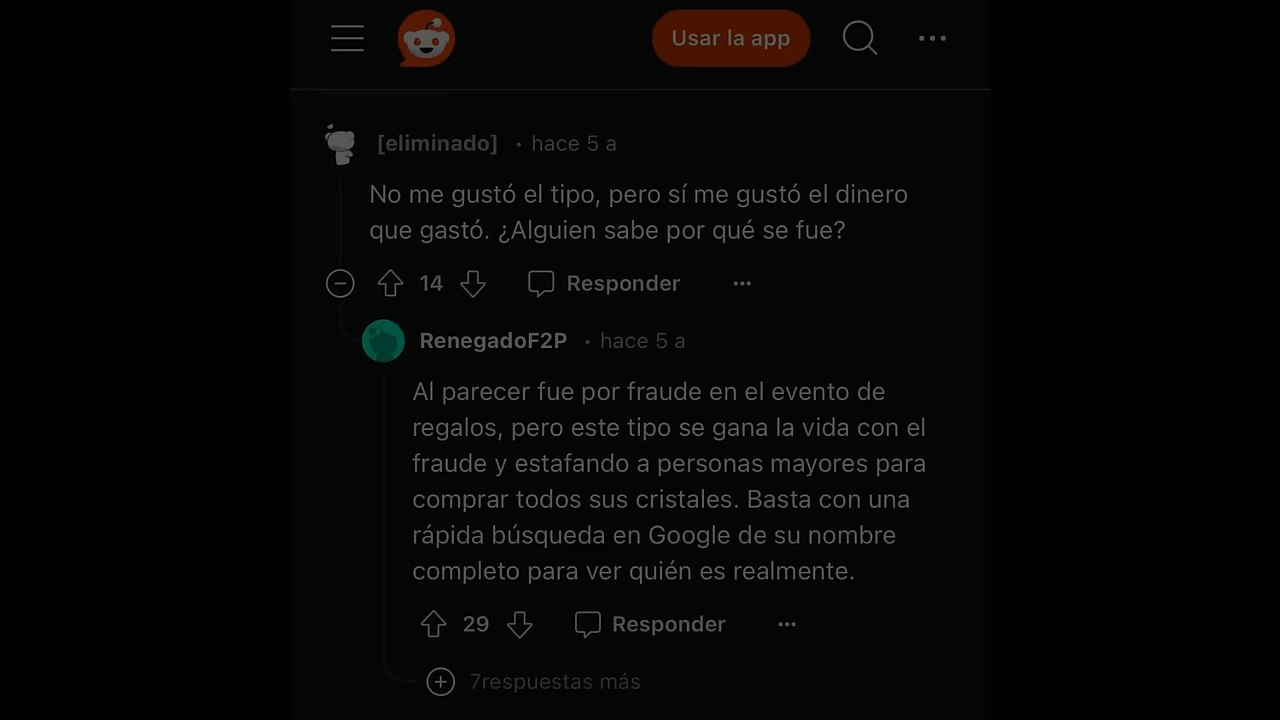 Usar la app
[eliminado] • hace 5 a
No me gustó el tipo, pero sí me gustó el dinero
que gastó. ¿Alguien sabe por qué se fue?
14 Responder
RenegadoF2P • hace 5 a
Al parecer fue por fraude en el evento de
regalos, pero este tipo se gana la vida con el
fraude y estafando a personas mayores para
comprar todos sus cristales. Basta con una
rápida búsqueda en Google de su nombre
completo para ver quién es realmente.
29 Responder
7respuestas más